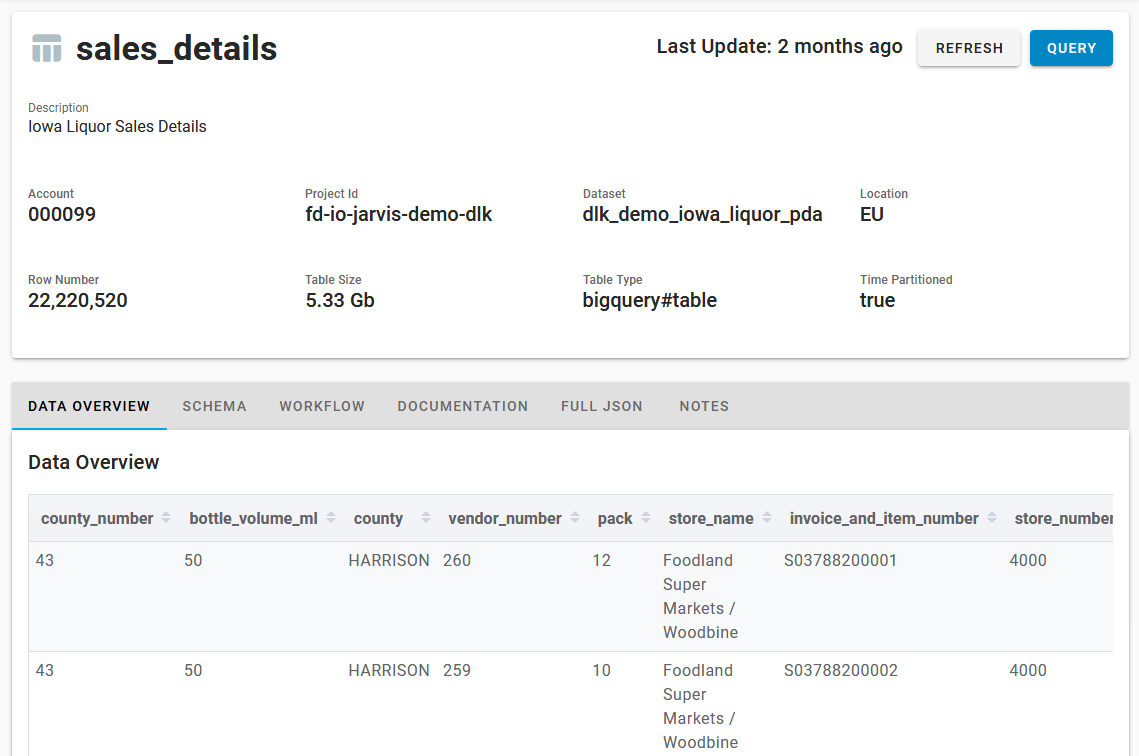 sales_details
Last Update: 2 months ago
REFRESH
QUERY
Description
Iowa Liquor Sales Details
Account
Project Id
Dataset
Location
000099
fd-io-jarvis-demo-dlk
dlk_demo_iowa_liquor_pda
EU
Row Number
Table Size
Table Type
Time Partitioned
22,220,520
5.33 Gb
bigquery#table
true
DATA OVERVIEW
SCHEMA
WORKFLOW
DOCUMENTATION
FULL JSON
NOTES
Data Overview
county_number bottle_volume_ml county vendor_number pack store_name invoice_and_item_number store_number
43 50 HARRISON 260 12 Foodland S03788200001 4000
Super
Markets /
Woodbine
43 50 HARRISON 259 10 Foodland S03788200002 4000
Super
Markets /
Woodbine